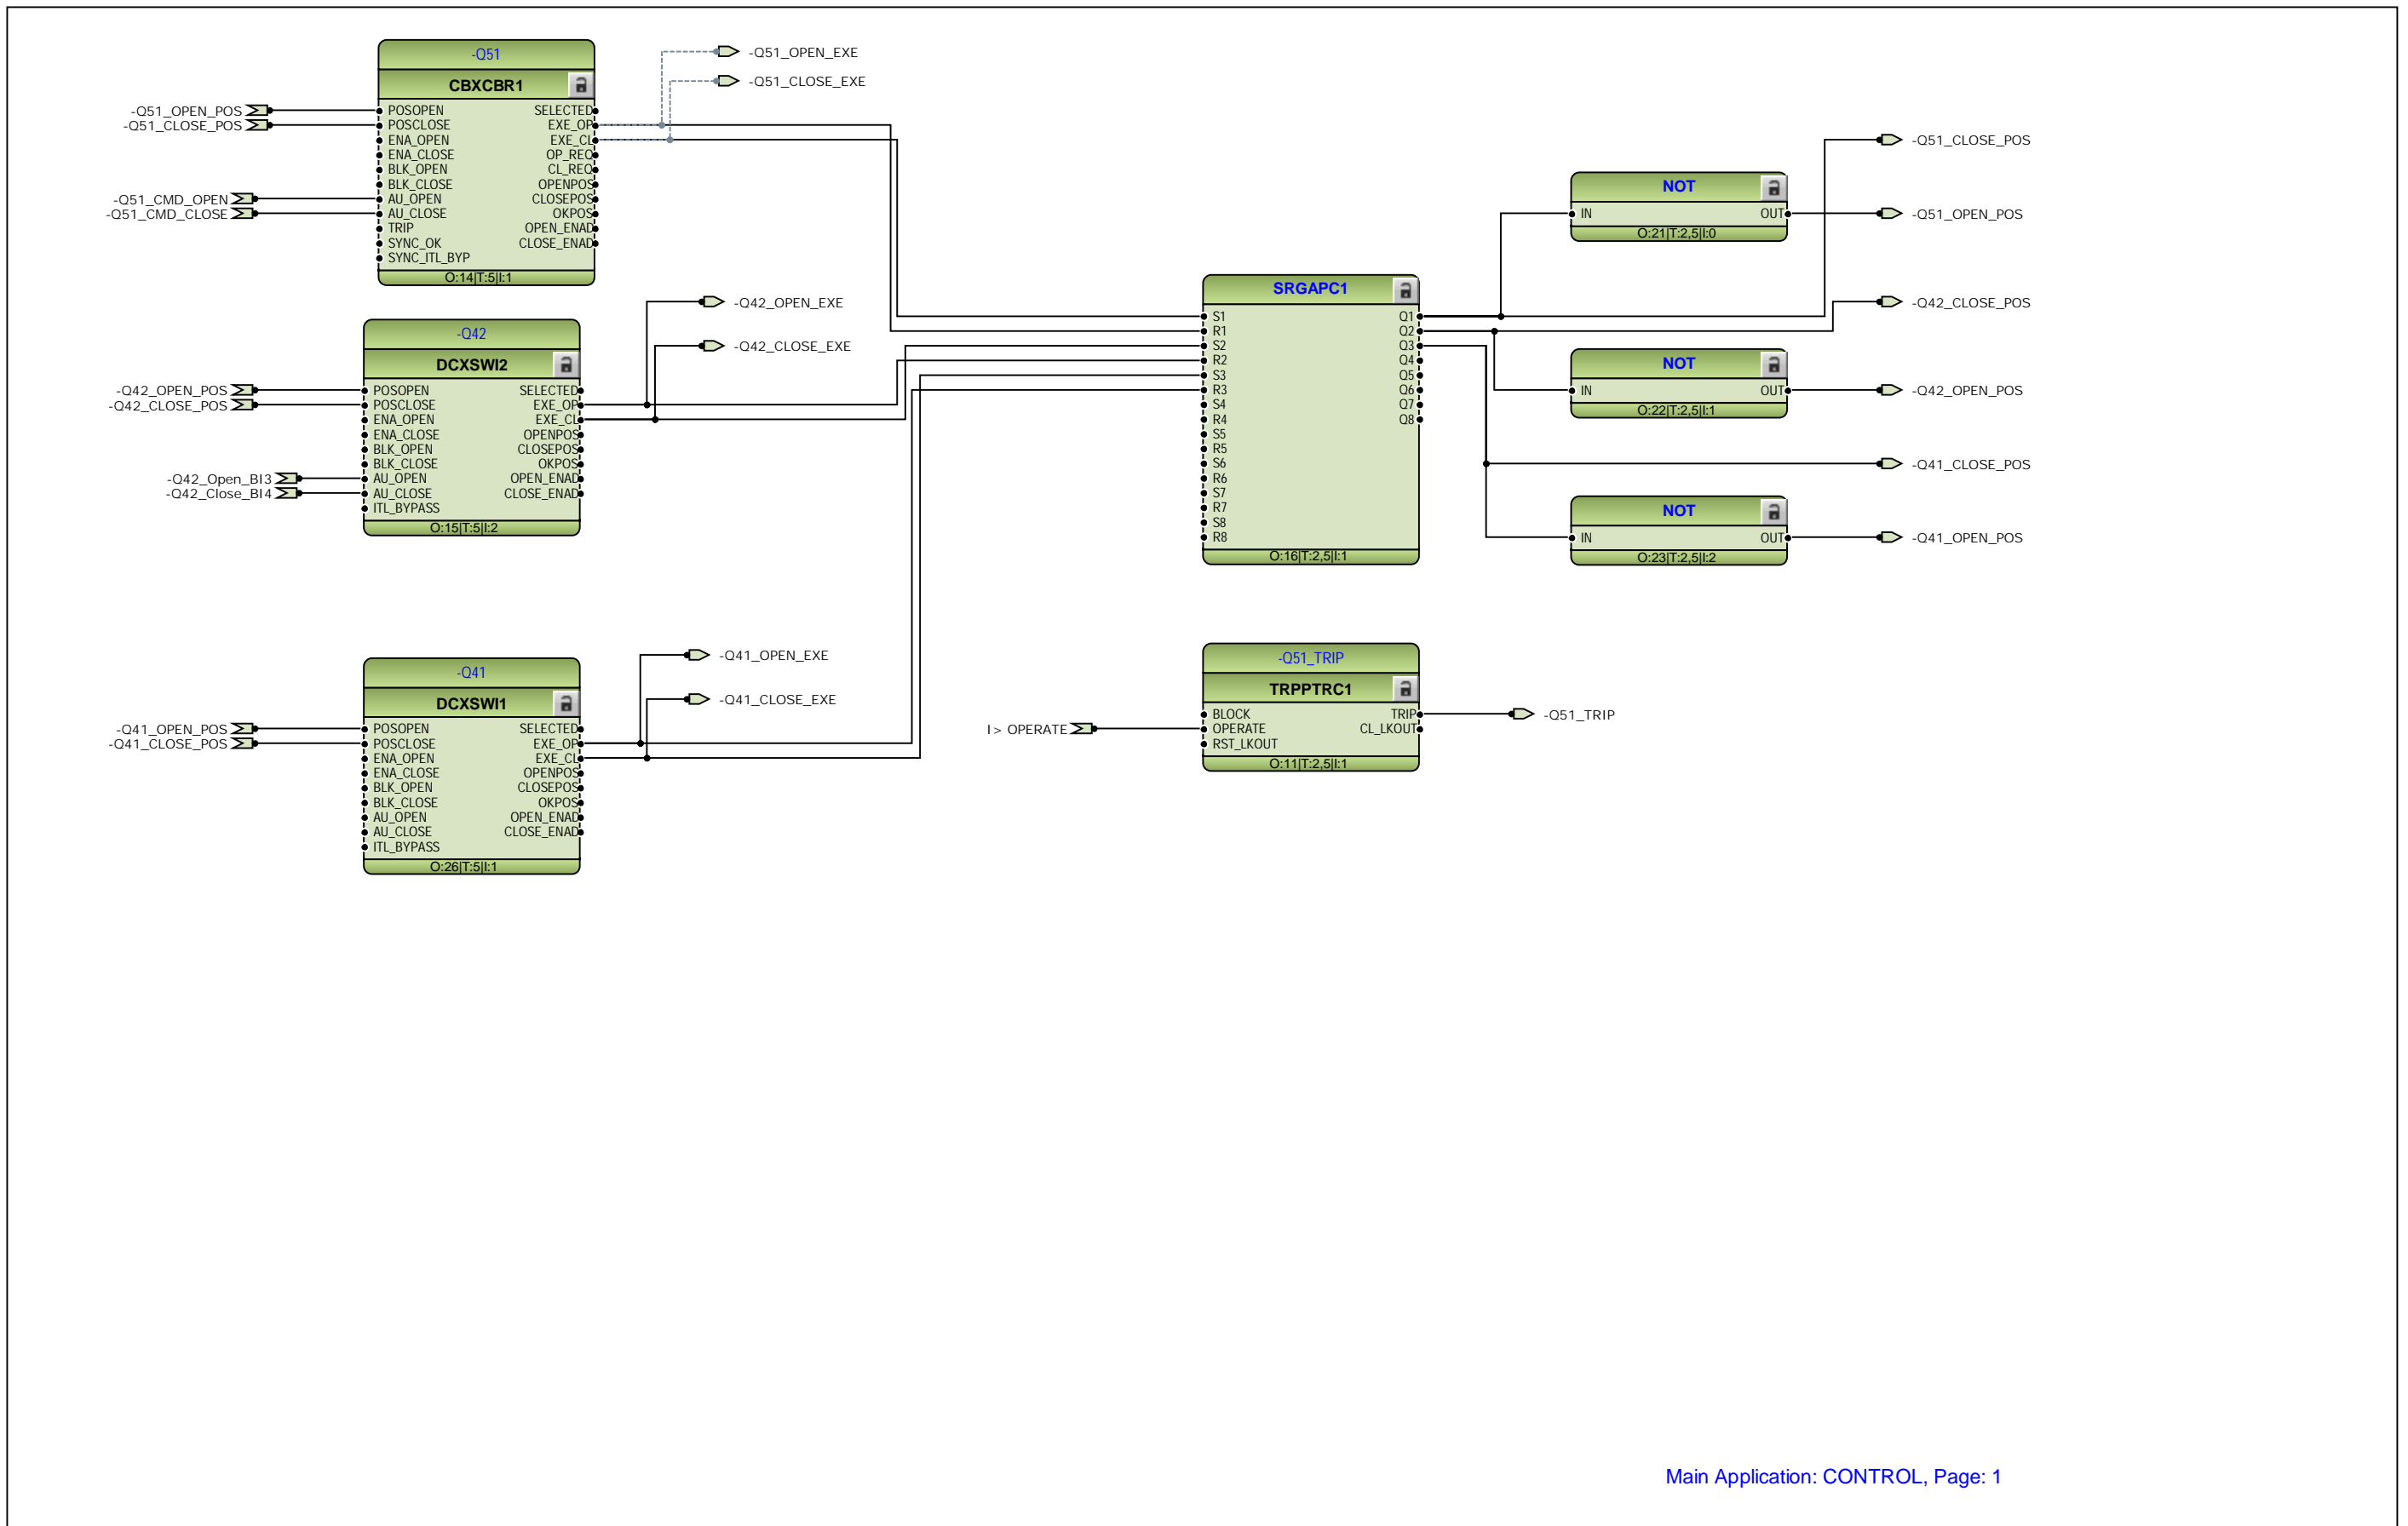 -Q51
CBXCBR1
-Q51_OPEN_POS
-Q51_CLOSE_POS
-Q51_CMD_OPEN
-Q51_CMD_CLOSE
POSOPEN SELECTED
POSCLOSE EXE_OP
ENA_OPEN EXE_CL
ENA_CLOSE OP_REQ
BLK_OPEN CL_REQ
BLK_CLOSE OPENPOS
AU_OPEN CLOSEPOS
AU_CLOSE OKPOS
TRIP OPEN_ENAD
SYNC_OK CLOSE_ENAD
SYNC_ITL_BYP
O:14|T:5|I:1
-Q51_OPEN_EXE
-Q51_CLOSE_EXE
-Q42
DCXSWI2
-Q42_OPEN_POS
-Q42_CLOSE_POS
-Q42_Open_BI3
-Q42_Close_BI4
POSOPEN SELECTED
POSCLOSE EXE_OP
ENA_OPEN EXE_CL
ENA_CLOSE OPENPOS
BLK_OPEN CLOSEPOS
BLK_CLOSE OKPOS
AU_OPEN OPEN_ENAD
AU_CLOSE CLOSE_ENAD
ITL_BYPASS
O:15|T:5|I:2
-Q42_OPEN_EXE
-Q42_CLOSE_EXE
-Q41
DCXSWI1
-Q41_OPEN_POS
-Q41_CLOSE_POS
POSOPEN SELECTED
POSCLOSE EXE_OP
ENA_OPEN EXE_CL
ENA_CLOSE OPENPOS
BLK_OPEN CLOSEPOS
BLK_CLOSE OKPOS
AU_OPEN OPEN_ENAD
AU_CLOSE CLOSE_ENAD
ITL_BYPASS
O:26|T:5|I:1
-Q41_OPEN_EXE
-Q41_CLOSE_EXE
SRGAPC1
S1 Q1
R1 Q2
S2 Q3
R2 Q4
S3 Q5
R3 Q6
S4 Q7
R4 Q8
S5
R5
S6
R6
S7
R7
S8
R8
O:16|T:2,5|I:1
-Q51_TRIP
TRPPTRC1
I> OPERATE
BLOCK TRIP
OPERATE CL_LKOUT
RST_LKOUT
O:11|T:2,5|I:1
-Q51_TRIP
-Q51_CLOSE_POS
NOT
IN OUT
O:21|T:2,5|I:0
-Q51_OPEN_POS
-Q42_CLOSE_POS
NOT
IN OUT
O:22|T:2,5|I:1
-Q42_OPEN_POS
-Q41_CLOSE_POS
NOT
IN OUT
O:23|T:2,5|I:2
-Q41_OPEN_POS
Main Application: CONTROL, Page: 1